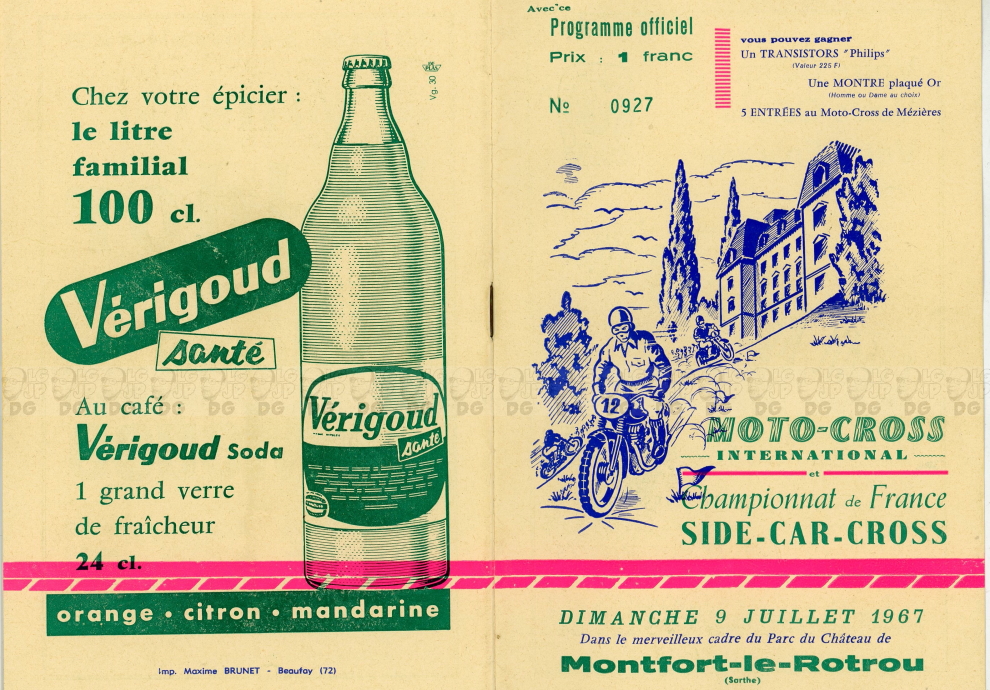 Chez votre épicier :
le litre
familial
100 cl.
Vérigoud
santé
Au café :
Vérigoud Soda
1 grand verre
de fraîcheur
24 cl.
Vg. 30
Vérigoud
santé
orange • citron • mandarine
Imp. Maxime BRUNET - Beaufay (72)
Avec ce
Programme officiel
Prix : 1 franc
No 0927
vous pouvez gagner
Un TRANSISTORS "Philips"
(Valeur 225 F)
Une MONTRE plaqué Or
(Homme ou Dame au choix)
5 ENTRÉES au Moto-Cross de Mézières
12
MOTO-CROSS
INTERNATIONAL
et
Championnat de France
SIDE-CAR-CROSS
DIMANCHE 9 JUILLET 1967
Dans le merveilleux cadre du Parc du Château de
Montfort-le-Rotrou
(Sarthe)